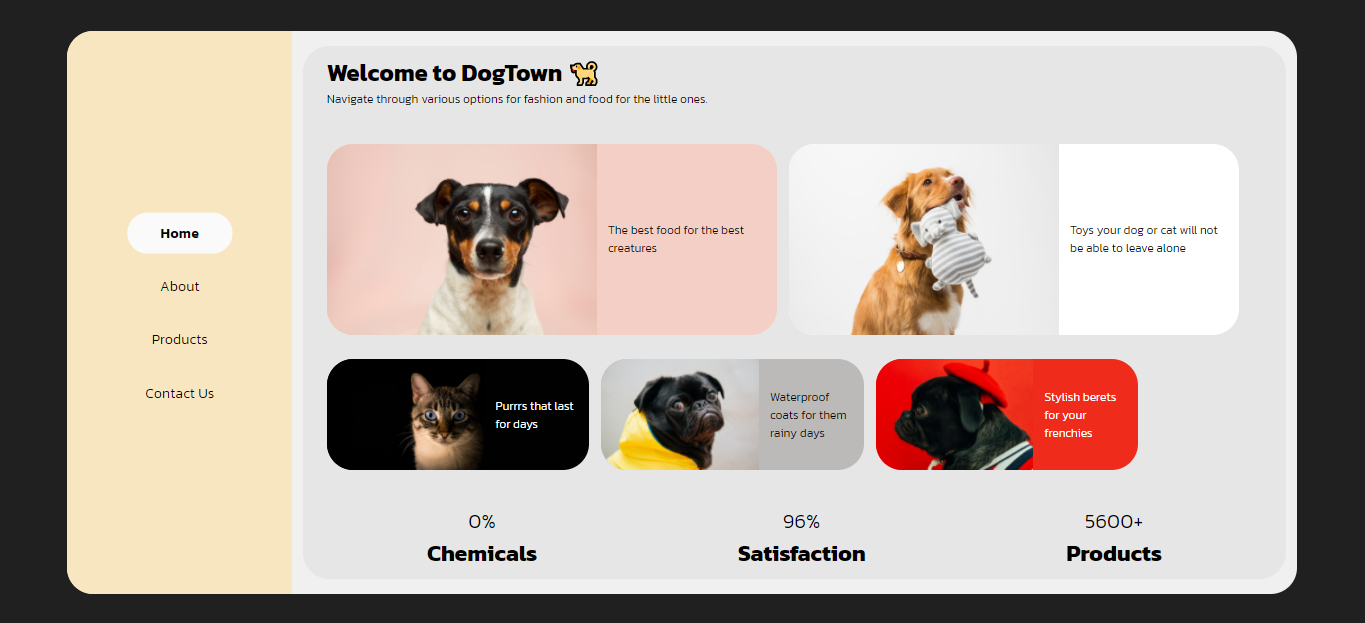 Welcome to DogTown
Navigate through various options for fashion and food for the little ones.
Home
About
Products
Contact Us
The best food for the best
creatures
Toys your dog or cat will not
be able to leave alone
Purrrs that last
for days
Waterproof
coats for them
rainy days
Stylish berets
for your
frenchies
0%
Chemicals
96%
Satisfaction
5600+
Products